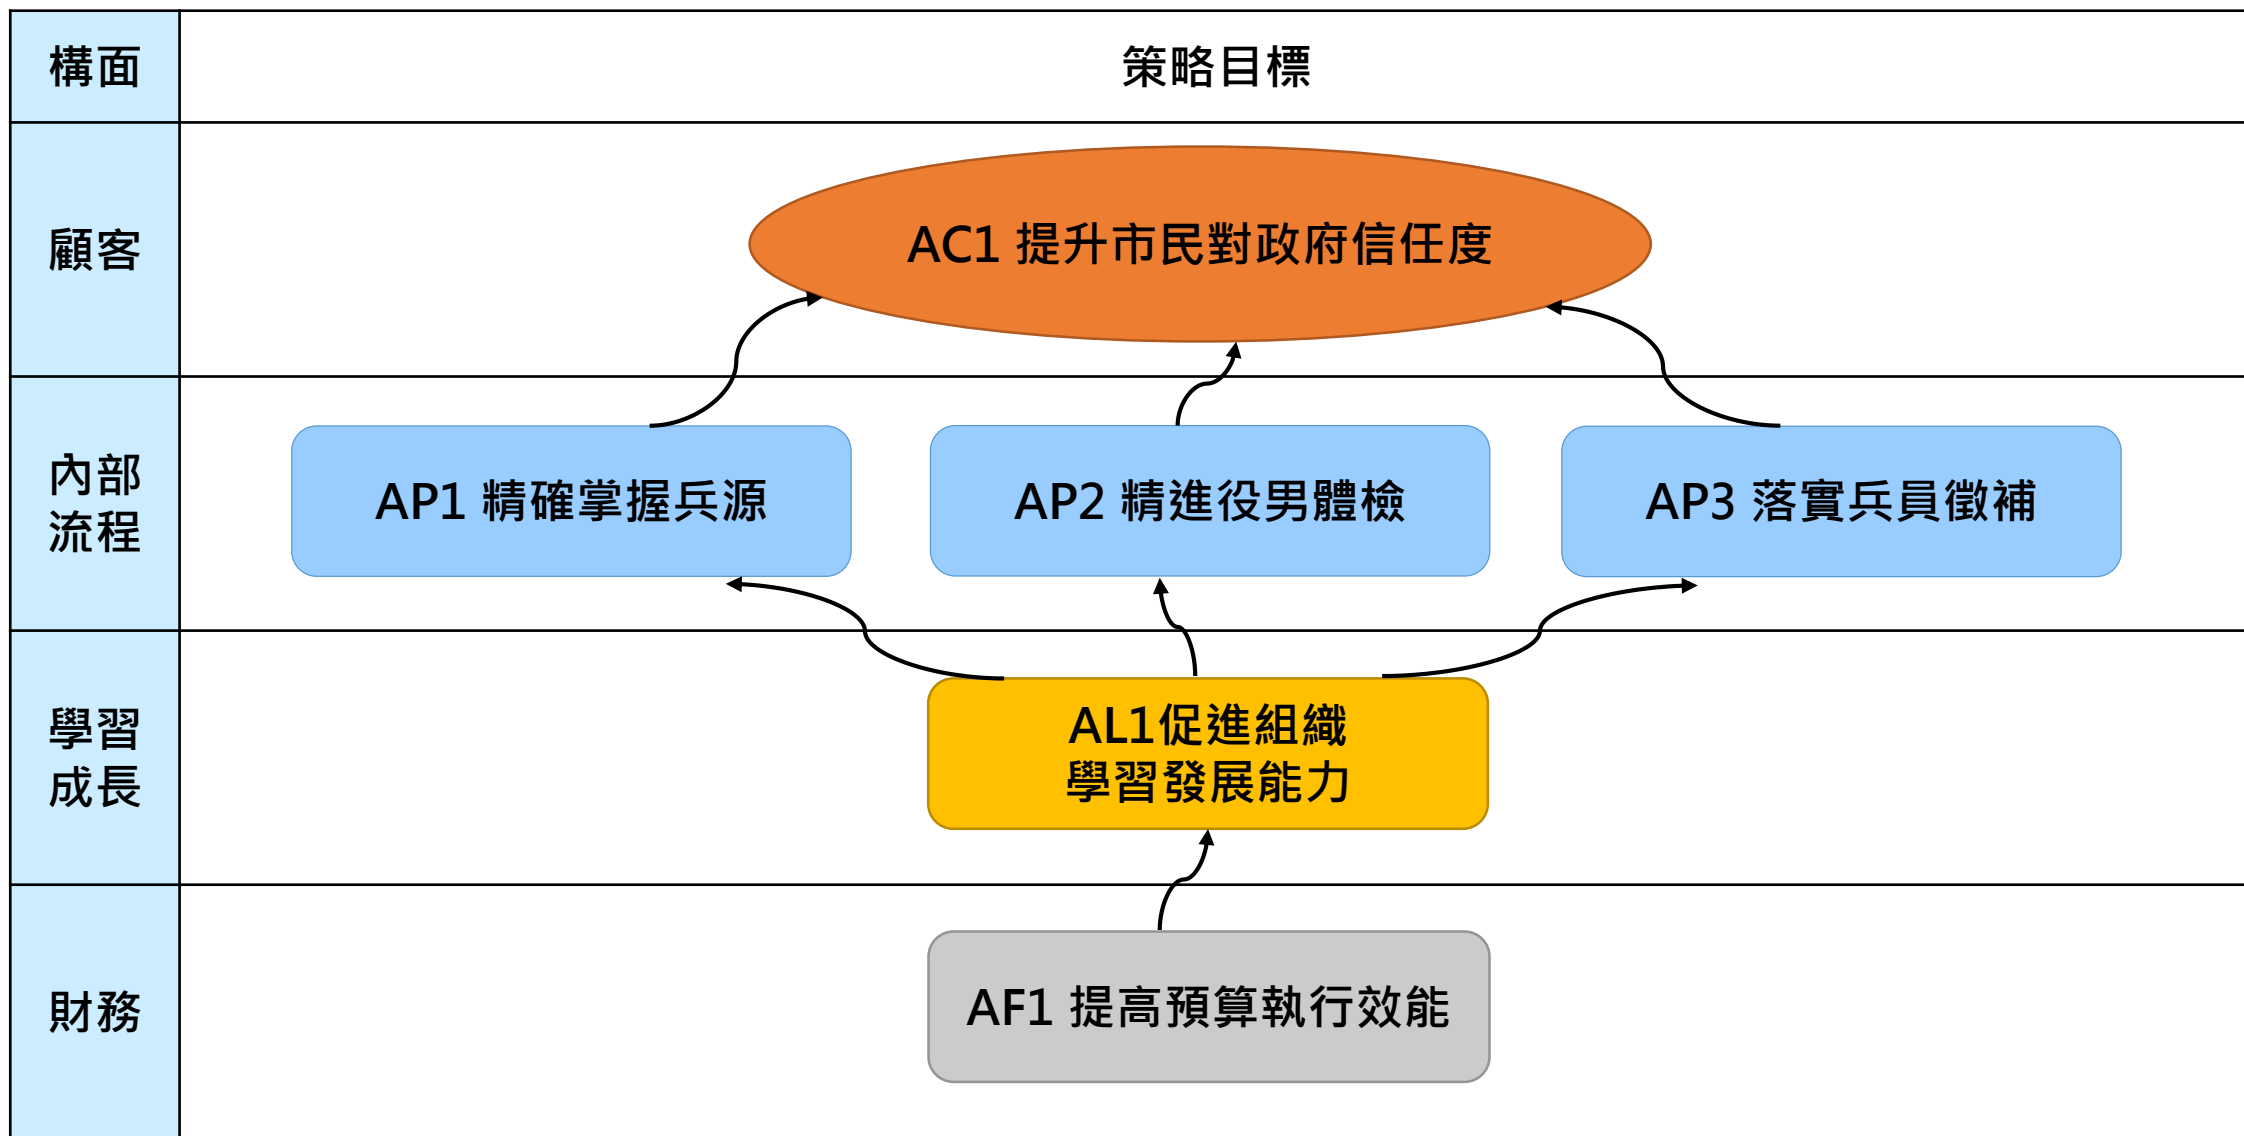 構面
策略目標
顧客
AC1 提升市民對政府信任度
內部
流程
AP1 精確掌握兵源
AP2 精進役男體檢
AP3 落實兵員徵補
學習
成長
AL1促進組織
學習發展能力
財務
AF1 提高預算執行效能